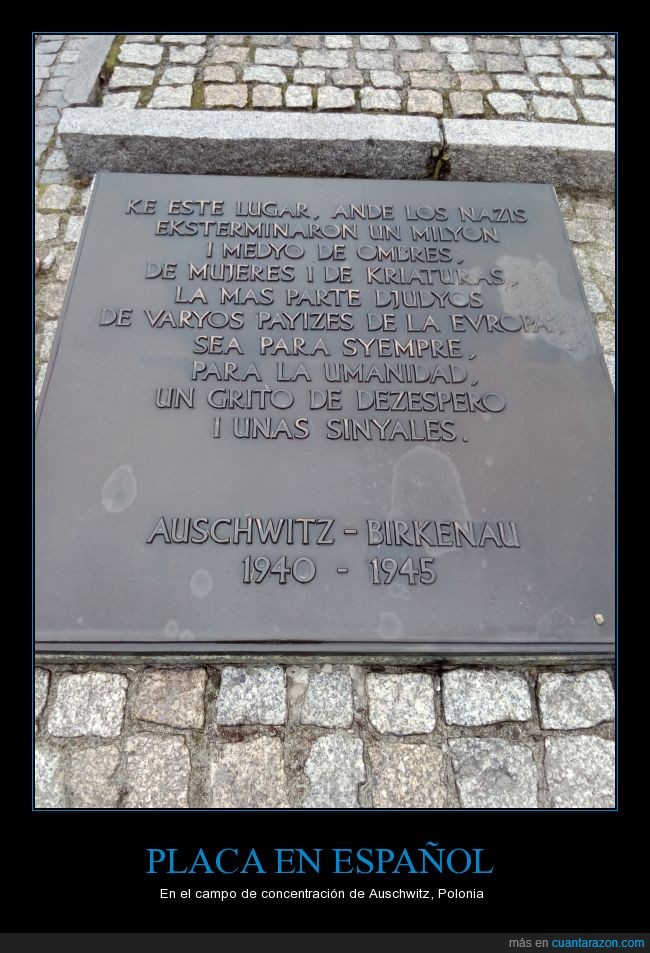 KE ESTE LUGAR, ANDE LOS NAZIS
EKSTERMINARON UN MILYON
I MEDYO DE OMBRES,
DE MUJERES I DE KRIATURAS,
LA MAS PARTE DJUDYOS
DE VARYOS PAYIZES DE LA EVROPA,
SEA PARA SYEMPRE,
PARA LA UMANIDAD,
UN GRITO DE DEZESPERO
I UNAS SINYALES.
AUSCHWITZ - BIRKENAU
1940 - 1945
PLACA EN ESPAÑOL
En el campo de concentración de Auschwitz, Polonia
más en cuantarazon.com